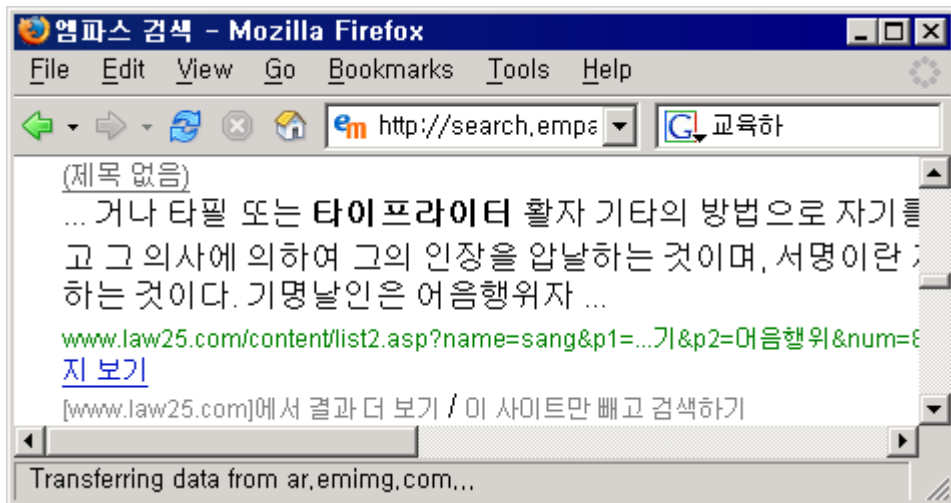 엠파스 검색 - Mozilla Firefox
File Edit View Go Bookmarks Tools Help
http://search.empa 교육하
(제목 없음)
... 거나 타필 또는 타이프라이터 활자 기타의 방법으로 자기를
고 그 의사에 의하여 그의 인장을 압날하는 것이며, 서명이란
하는 것이다. 기명날인은 어음행위자 ...
www.law25.com/content/list2.asp?name=sang&p1=...기&p2=어음행위&num=8
지 보기
[www.law25.com]에서 결과 더 보기 / 이 사이트만 빼고 검색하기
Transferring data from ar.emimg.com...